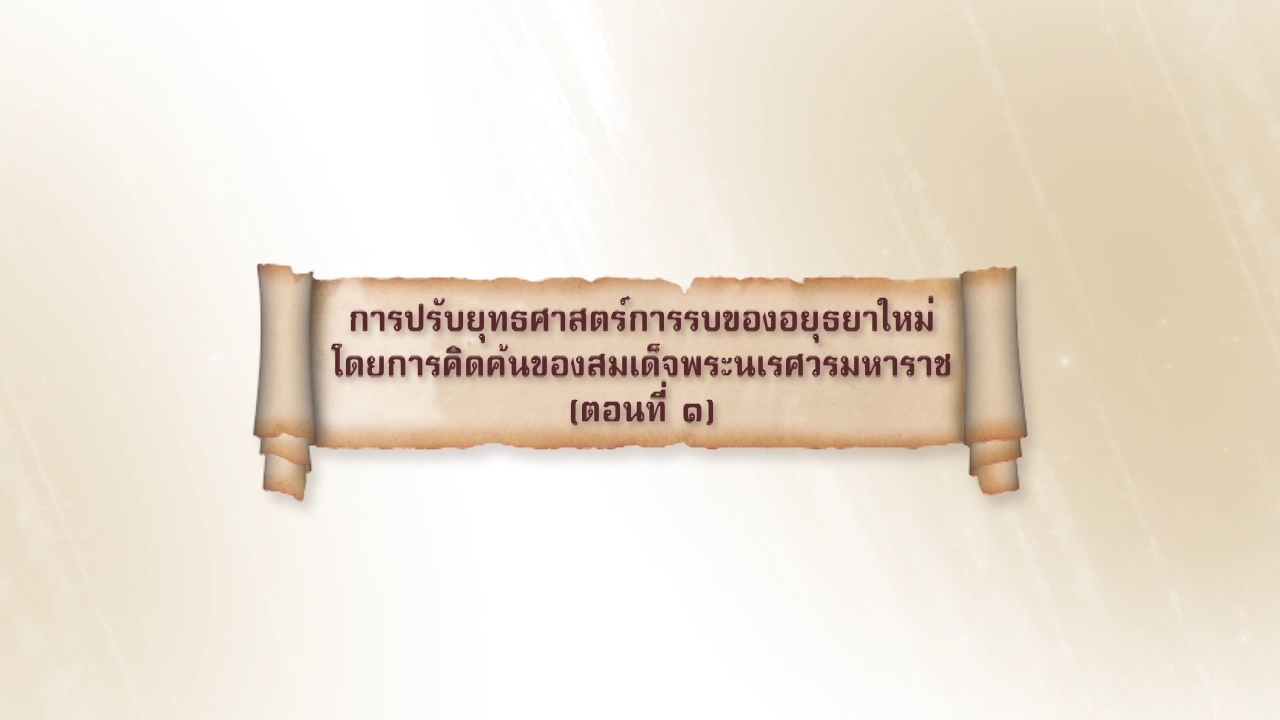 การปรับยุทธศาสตร์การรบของอยุธยาใหม่
โดยการคิดค้นของสมเด็จพระนเรศวรมหาราช
(ตอนที่ ๑)